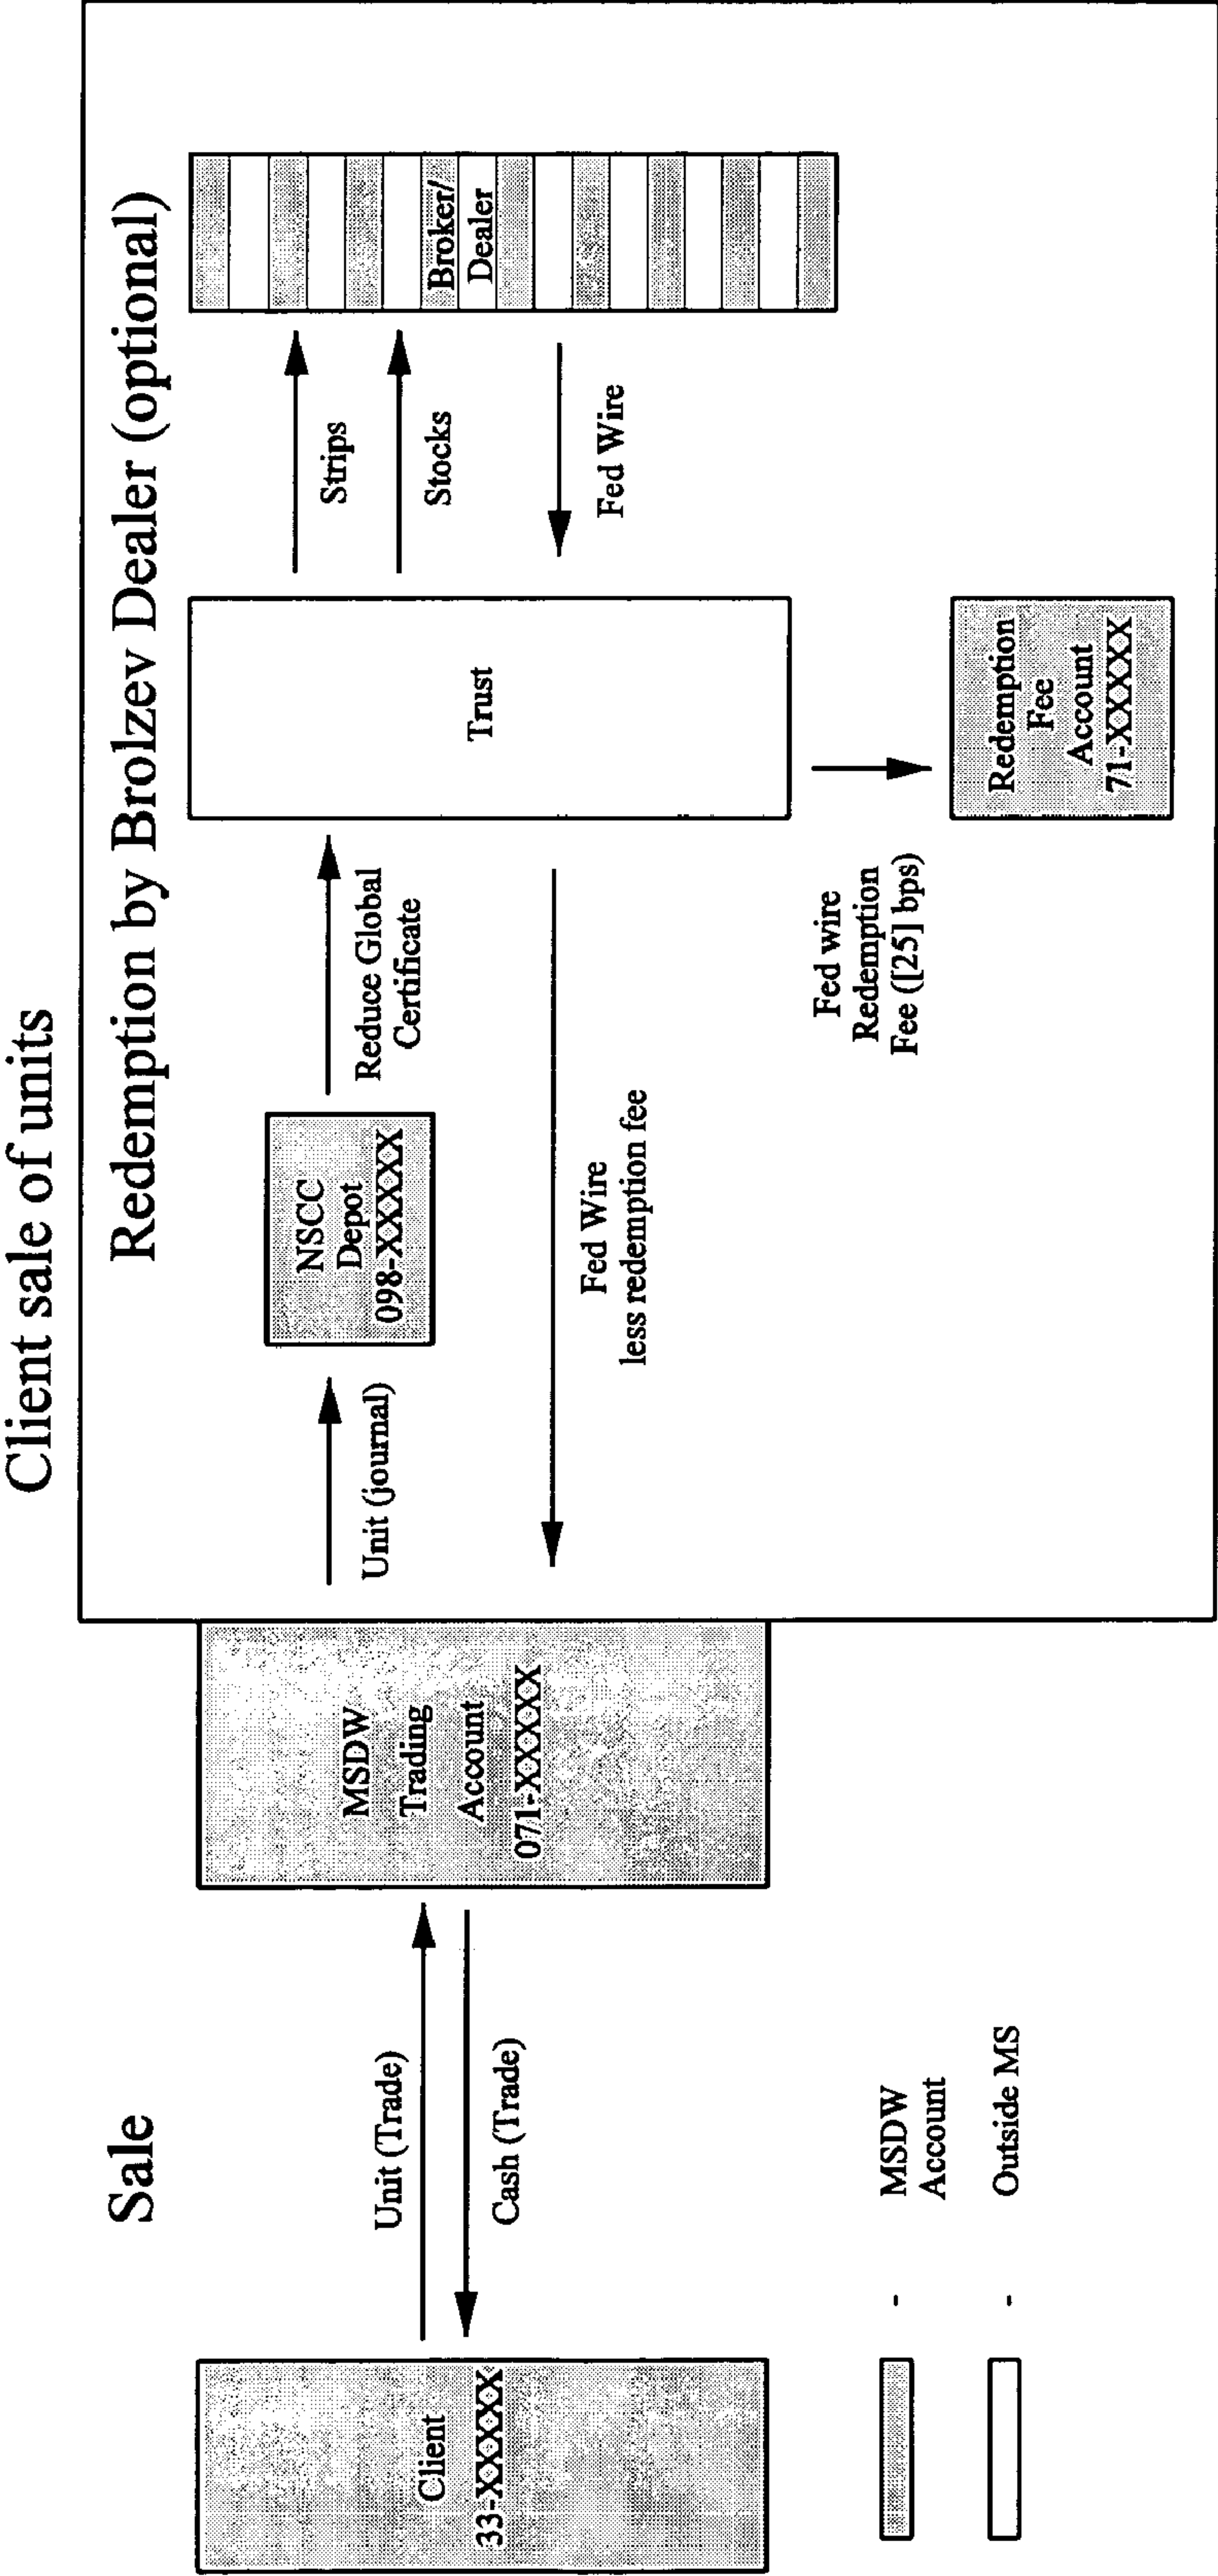 Client sale of units
Sale
Redemption by Brolzev Dealer (optional)
Client
33-XXXXX
Unit (Trade)
Cash (Trade)
MSDW
Trading
Account
071-XXXXX
Unit (journal)
NSCC
Depot
098-XXXXX
Reduce Global
Certificate
Fed Wire
less redemption fee
Trust
Strips
Stocks
Fed Wire
Broker/
Dealer
Fed wire
Redemption
Fee ([25] bps)
Redemption
Fee
Account
71-XXXXX
- MSDW
Account
- Outside MS